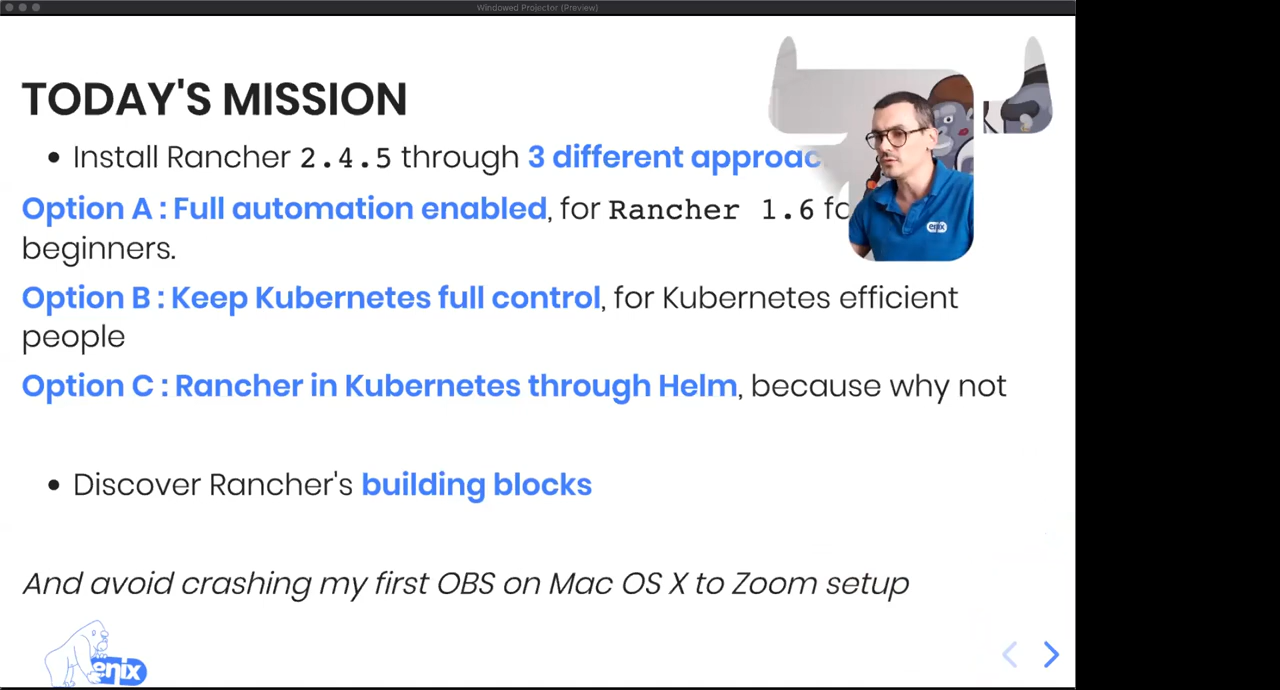 Windowed Projector (Preview)
TODAY'S MISSION
• Install Rancher 2.4.5 through 3 different
Option A : Full automation enabled, for Rancher 1.6
beginners.
Option B : Keep Kubernetes full control, for Kubernetes efficient
people
Option C : Rancher in Kubernetes through Helm, because why not
• Discover Rancher's building blocks
And avoid crashing my first OBS on Mac OS X to Zoom setup
enix
enix